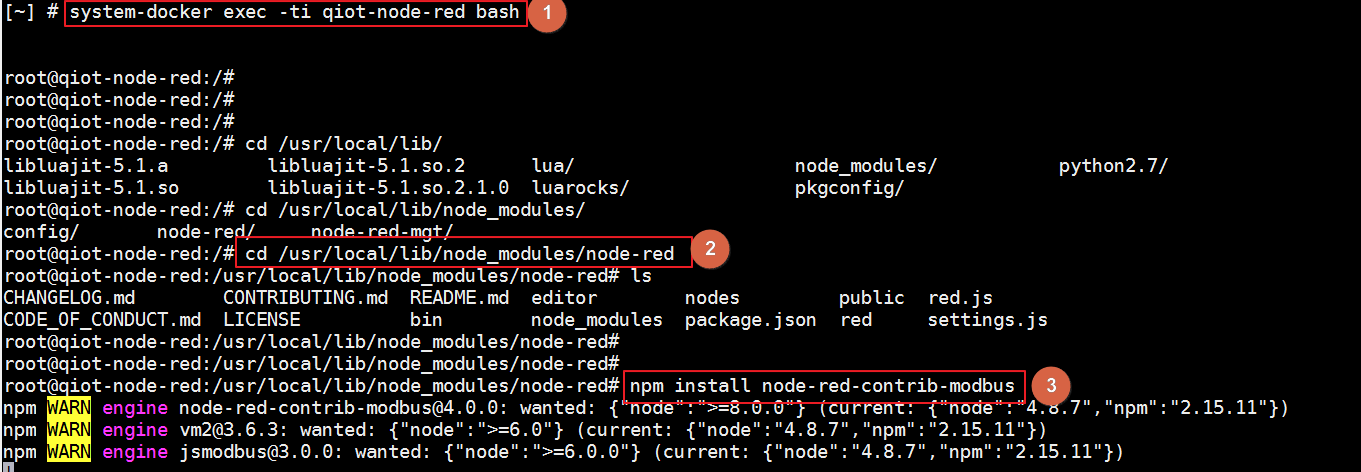 [~] # system-docker exec -ti qiot-node-red bash 1
root@qiot-node-red:/#
root@qiot-node-red:/#
root@qiot-node-red:/#
root@qiot-node-red:/# cd /usr/local/lib/
libluajit-5.1.a libluajit-5.1.so.2 lua/ node_modules/ python2.7/
libluajit-5.1.so libluajit-5.1.so.2.1.0 luarocks/ pkgconfig/
root@qiot-node-red:/# cd /usr/local/lib/node_modules/
config/ node-red/ node-red-mgt/
root@qiot-node-red:/# cd /usr/local/lib/node_modules/node-red 2
root@qiot-node-red:/usr/local/lib/node_modules/node-red# ls
CHANGELOG.md CONTRIBUTING.md README.md editor nodes public red.js
CODE_OF_CONDUCT.md LICENSE bin node_modules package.json red settings.js
root@qiot-node-red:/usr/local/lib/node_modules/node-red#
root@qiot-node-red:/usr/local/lib/node_modules/node-red#
root@qiot-node-red:/usr/local/lib/node_modules/node-red# npm install node-red-contrib-modbus 3
npm WARN engine node-red-contrib-modbus@4.0.0: wanted: {"node":">=8.0.0"} (current: {"node":"4.8.7","npm":"2.15.11"})
npm WARN engine vm2@3.6.3: wanted: {"node":">=6.0"} (current: {"node":"4.8.7","npm":"2.15.11"})
npm WARN engine jsmodbus@3.0.0: wanted: {"node":">=6.0.0"} (current: {"node":"4.8.7","npm":"2.15.11"})